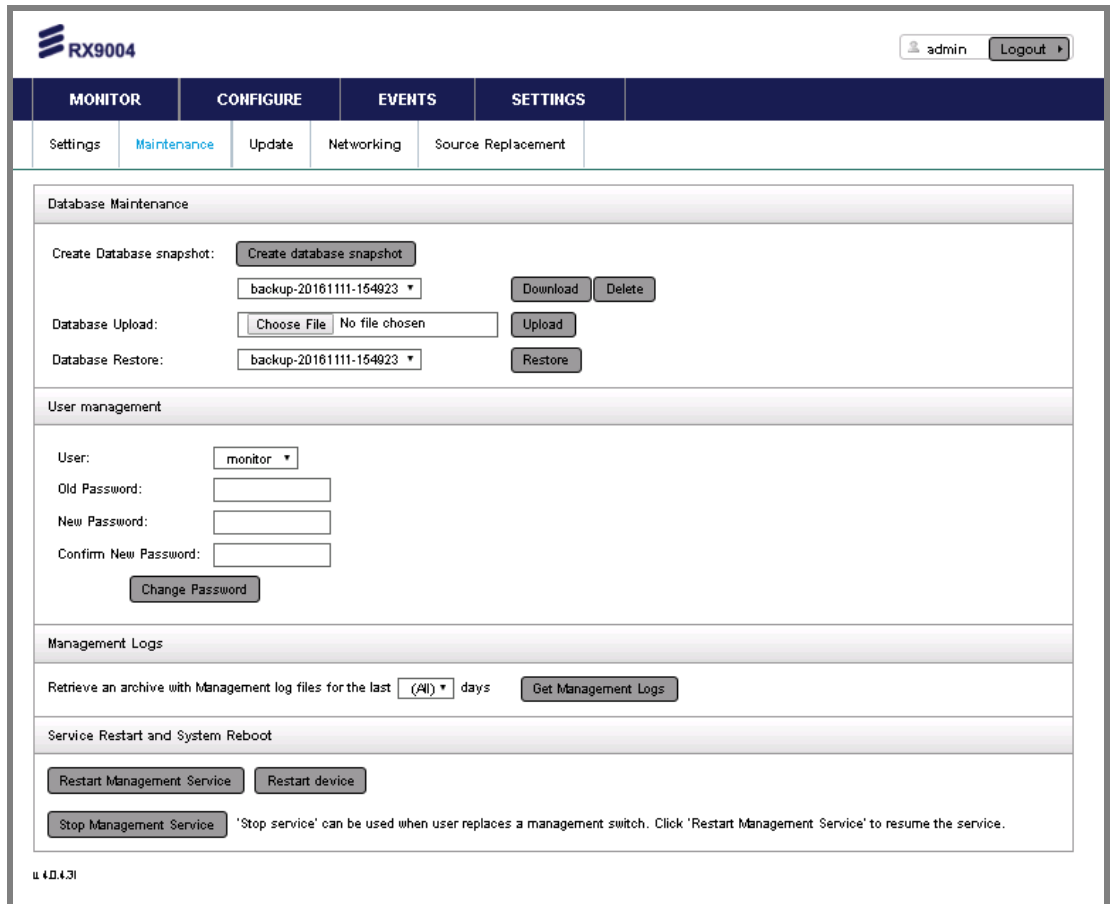 RX9004
admin Logout
MONITOR CONFIGURE EVENTS SETTINGS
Settings Maintenance Update Networking Source Replacement
Database Maintenance
Create Database snapshot: Create database snapshot
backup-20161111-154923 Download Delete
Database Upload: Choose File No file chosen Upload
Database Restore: backup-20161111-154923 Restore
User management
User: monitor
Old Password:
New Password:
Confirm New Password:
Change Password
Management Logs
Retrieve an archive with Management log files for the last (All) days Get Management Logs
Service Restart and System Reboot
Restart Management Service Restart device
Stop Management Service 'Stop service' can be used when user replaces a management switch. Click 'Restart Management Service' to resume the service.